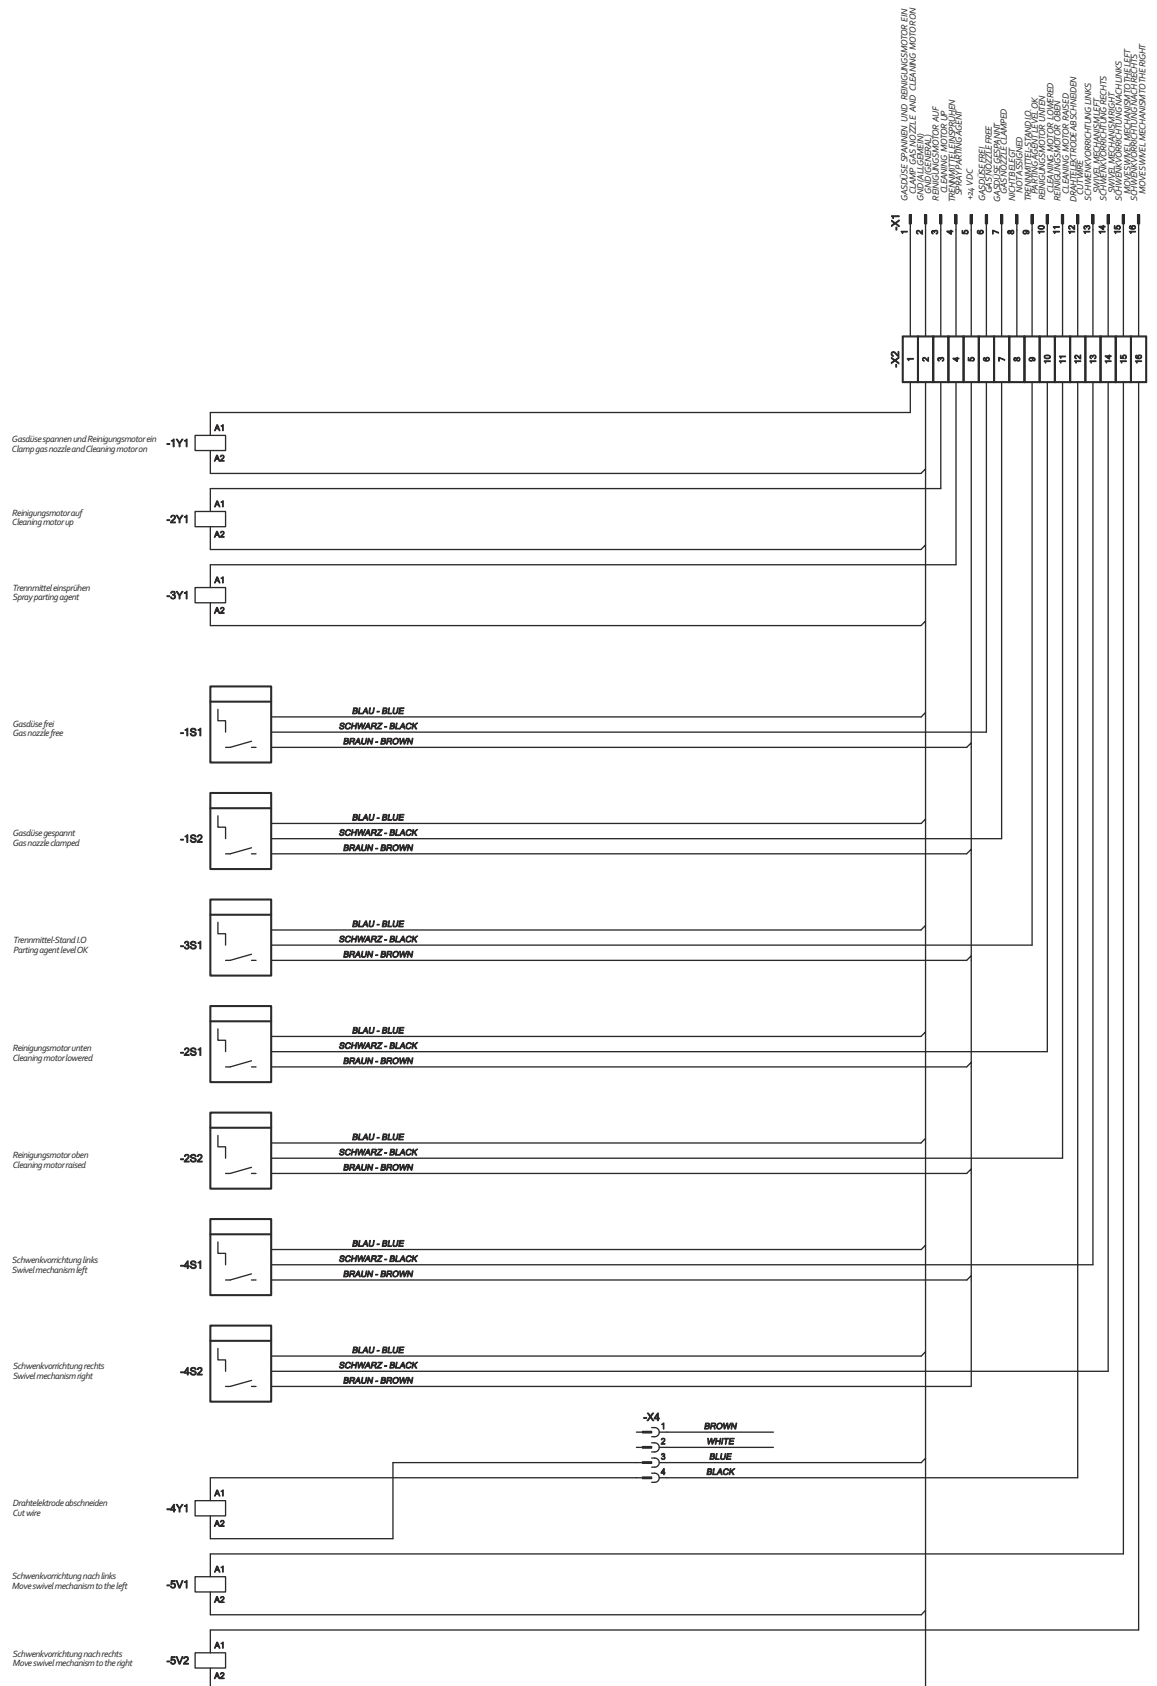 GASDÜSE SPANNEN UND REINIGUNGSMOTOR EIN
CLAMP GAS NOZZLE AND CLEANING MOTOR ON
GND (ALLGEMEIN)
GND (GENERAL)
REINIGUNGSMOTOR AUF
CLEANING MOTOR UP
TRENNMITTEL EINSPRÜHEN
SPRAY PARTING AGENT
+24 VDC
GASDÜSE FREI
GAS NOZZLE FREE
GASDÜSE GESPANNT
GAS NOZZLE CLAMPED
NICHT BELEGT
NOT ASSIGNED
TRENNMITTEL-STAND I.O
PARTING AGENT LEVEL OK
REINIGUNGSMOTOR UNTEN
CLEANING MOTOR LOWERED
REINIGUNGSMOTOR OBEN
CLEANING MOTOR RAISED
DRAHTELEKTRODE ABSCHNEIDEN
CUT WIRE
SCHWENKVORRICHTUNG LINKS
SWIVEL MECHANISM LEFT
SCHWENKVORRICHTUNG RECHTS
SWIVEL MECHANISM RIGHT
SCHWENKVORRICHTUNG NACH LINKS
MOVE SWIVEL MECHANISM TO THE LEFT
SCHWENKVORRICHTUNG NACH RECHTS
MOVE SWIVEL MECHANISM TO THE RIGHT
-X1
1 2 3 4 5 6 7 8 9 10 11 12 13 14 15 16
-X2
1 2 3 4 5 6 7 8 9 10 11 12 13 14 15 16
Gasdüse spannen und Reinigungsmotor ein
Clamp gas nozzle and Cleaning motor on
-1Y1
A1
A2
Reinigungsmotor auf
Cleaning motor up
-2Y1
A1
A2
Trennmittel einsprühen
Spray parting agent
-3Y1
A1
A2
Gasdüse frei
Gas nozzle free
-1S1
BLAU - BLUE
SCHWARZ - BLACK
BRAUN - BROWN
Gasdüse gespannt
Gas nozzle clamped
-1S2
BLAU - BLUE
SCHWARZ - BLACK
BRAUN - BROWN
Trennmittel-Stand I.O
Parting agent level OK
-3S1
BLAU - BLUE
SCHWARZ - BLACK
BRAUN - BROWN
Reinigungsmotor unten
Cleaning motor lowered
-2S1
BLAU - BLUE
SCHWARZ - BLACK
BRAUN - BROWN
Reinigungsmotor oben
Cleaning motor raised
-2S2
BLAU - BLUE
SCHWARZ - BLACK
BRAUN - BROWN
Schwenkvorrichtung links
Swivel mechanism left
-4S1
BLAU - BLUE
SCHWARZ - BLACK
BRAUN - BROWN
Schwenkvorrichtung rechts
Swivel mechanism right
-4S2
BLAU - BLUE
SCHWARZ - BLACK
BRAUN - BROWN
-X4
1 BROWN
2 WHITE
3 BLUE
4 BLACK
Drahtelektrode abschneiden
Cut wire
-4Y1
A1
A2
Schwenkvorrichtung nach links
Move swivel mechanism to the left
-5V1
A1
A2
Schwenkvorrichtung nach rechts
Move swivel mechanism to the right
-5V2
A1
A2